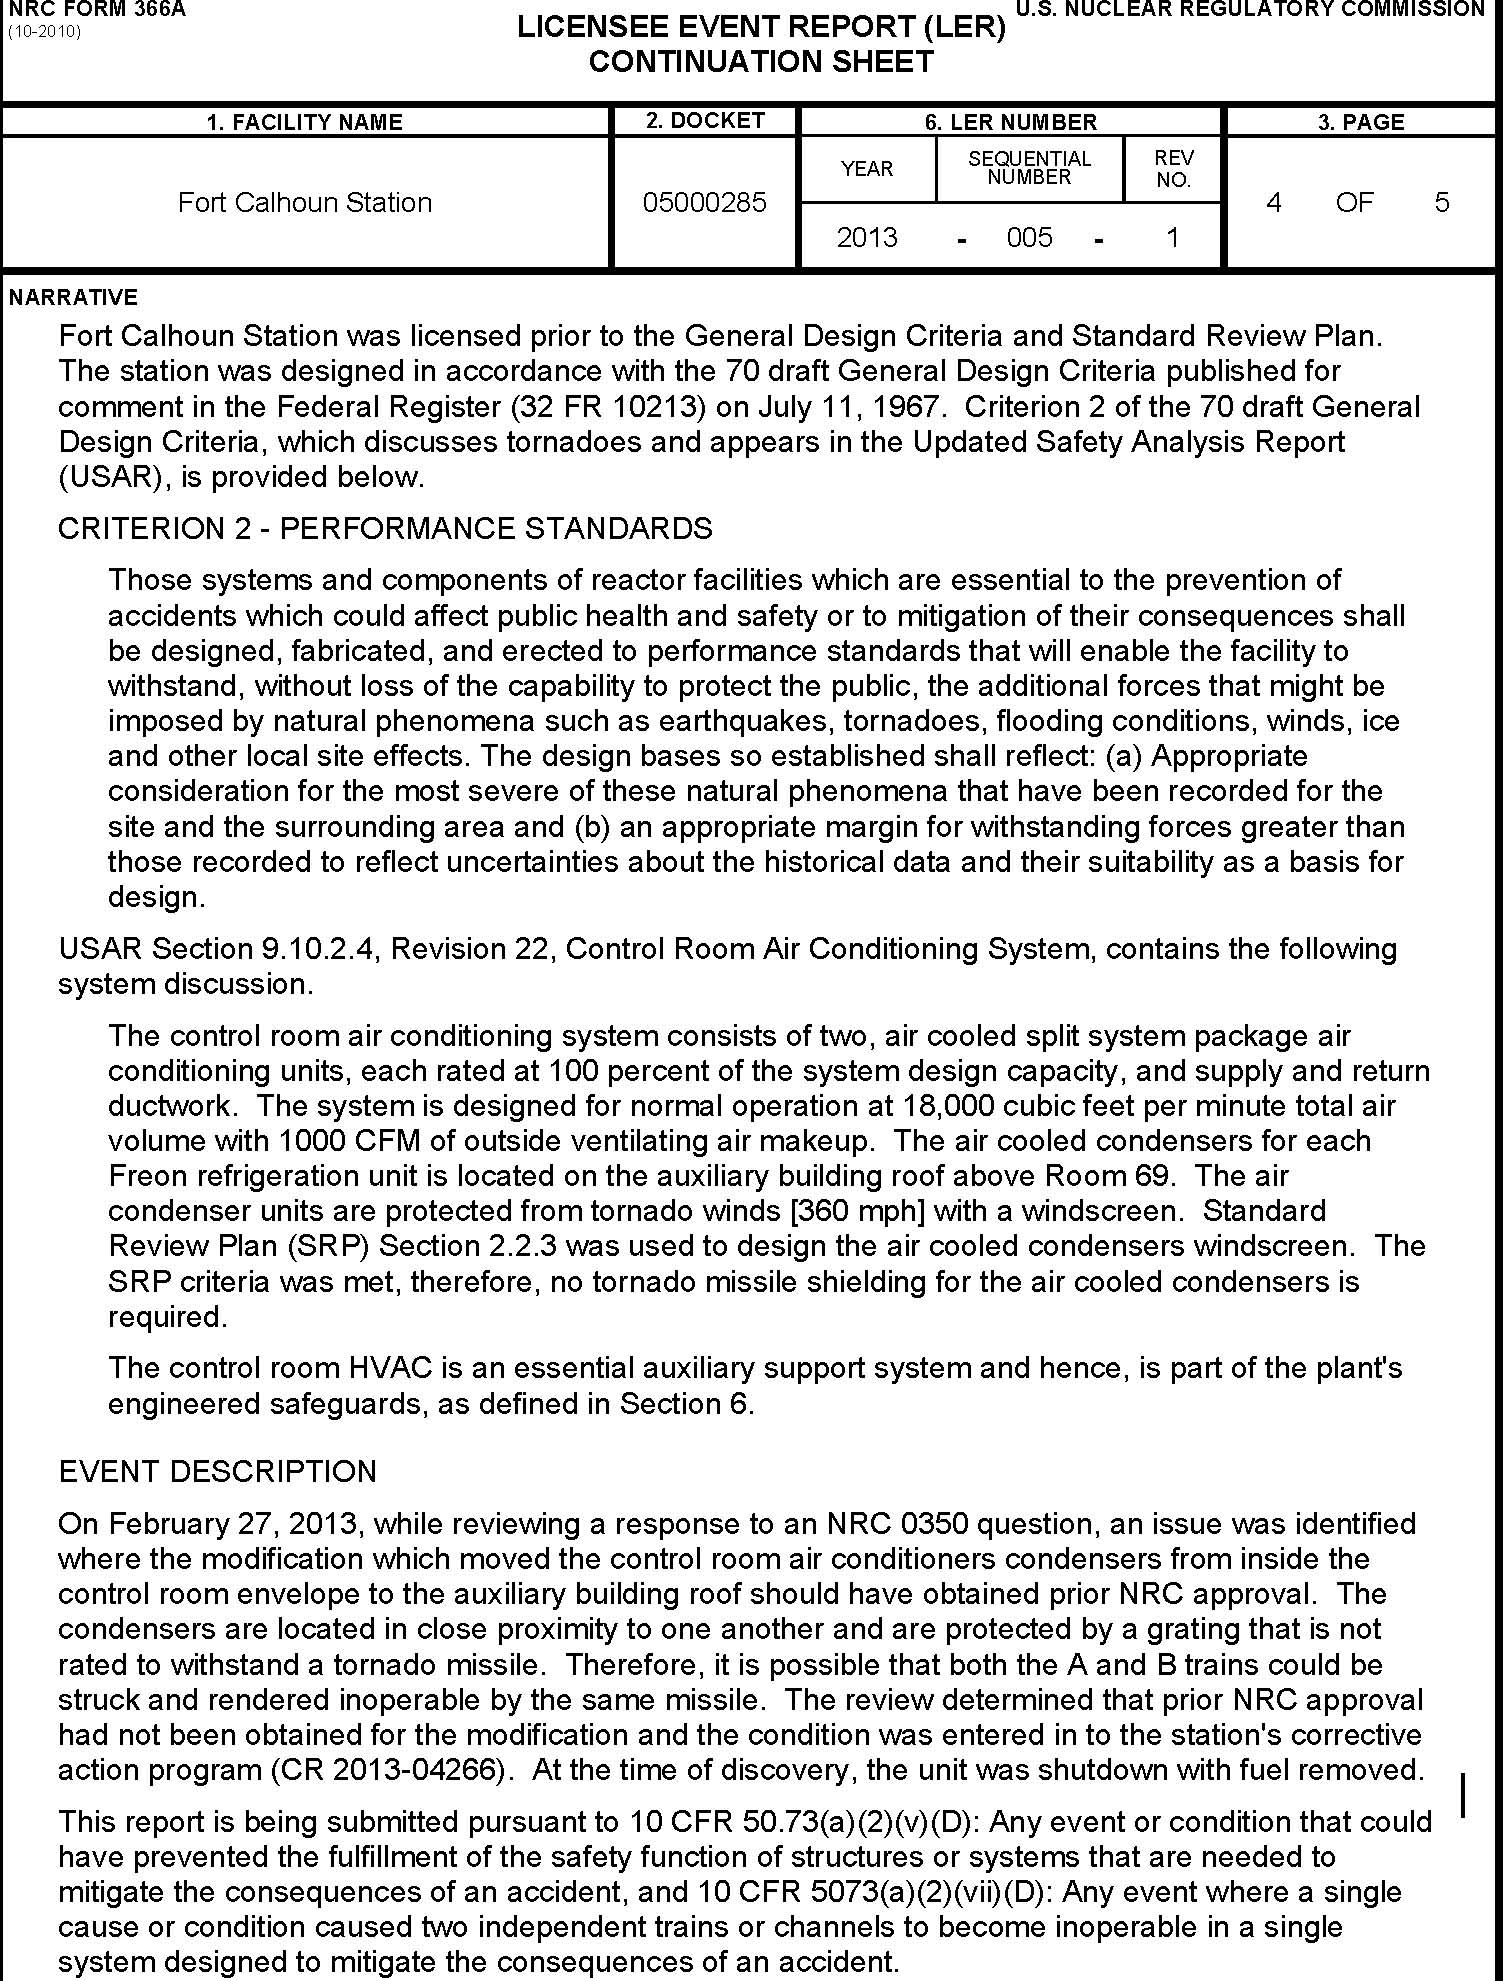 NRC FORM 366A
(10-2010)
LICENSEE EVENT REPORT (LER)
U.S. NUCLEAR REGULATORY COMMISSION
CONTINUATION SHEET
1. FACILITY NAME
2. DOCKET
6. LER NUMBER
3. PAGE
Fort Calhoun Station
05000285
YEAR
SEQUENTIAL
NUMBER
REV
NO.
4 OF 5
2013 - 005 - 1
NARRATIVE
Fort Calhoun Station was licensed prior to the General Design Criteria and Standard Review Plan.
The station was designed in accordance with the 70 draft General Design Criteria published for
comment in the Federal Register (32 FR 10213) on July 11, 1967. Criterion 2 of the 70 draft General
Design Criteria, which discusses tornadoes and appears in the Updated Safety Analysis Report
(USAR), is provided below.
CRITERION 2 - PERFORMANCE STANDARDS
Those systems and components of reactor facilities which are essential to the prevention of
accidents which could affect public health and safety or to mitigation of their consequences shall
be designed, fabricated, and erected to performance standards that will enable the facility to
withstand, without loss of the capability to protect the public, the additional forces that might be
imposed by natural phenomena such as earthquakes, tornadoes, flooding conditions, winds, ice
and other local site effects. The design bases so established shall reflect: (a) Appropriate
consideration for the most severe of these natural phenomena that have been recorded for the
site and the surrounding area and (b) an appropriate margin for withstanding forces greater than
those recorded to reflect uncertainties about the historical data and their suitability as a basis for
design.
USAR Section 9.10.2.4, Revision 22, Control Room Air Conditioning System, contains the following
system discussion.
The control room air conditioning system consists of two, air cooled split system package air
conditioning units, each rated at 100 percent of the system design capacity, and supply and return
ductwork. The system is designed for normal operation at 18,000 cubic feet per minute total air
volume with 1000 CFM of outside ventilating air makeup. The air cooled condensers for each
Freon refrigeration unit is located on the auxiliary building roof above Room 69. The air
condenser units are protected from tornado winds [360 mph] with a windscreen. Standard
Review Plan (SRP) Section 2.2.3 was used to design the air cooled condensers windscreen. The
SRP criteria was met, therefore, no tornado missile shielding for the air cooled condensers is
required.
The control room HVAC is an essential auxiliary support system and hence, is part of the plant's
engineered safeguards, as defined in Section 6.
EVENT DESCRIPTION
On February 27, 2013, while reviewing a response to an NRC 0350 question, an issue was identified
where the modification which moved the control room air conditioners condensers from inside the
control room envelope to the auxiliary building roof should have obtained prior NRC approval. The
condensers are located in close proximity to one another and are protected by a grating that is not
rated to withstand a tornado missile. Therefore, it is possible that both the A and B trains could be
struck and rendered inoperable by the same missile. The review determined that prior NRC approval
had not been obtained for the modification and the condition was entered in to the station's corrective
action program (CR 2013-04266). At the time of discovery, the unit was shutdown with fuel removed.
This report is being submitted pursuant to 10 CFR 50.73(a)(2)(v)(D): Any event or condition that could
have prevented the fulfillment of the safety function of structures or systems that are needed to
mitigate the consequences of an accident, and 10 CFR 5073(a)(2)(vii)(D): Any event where a single
cause or condition caused two independent trains or channels to become inoperable in a single
system designed to mitigate the consequences of an accident.